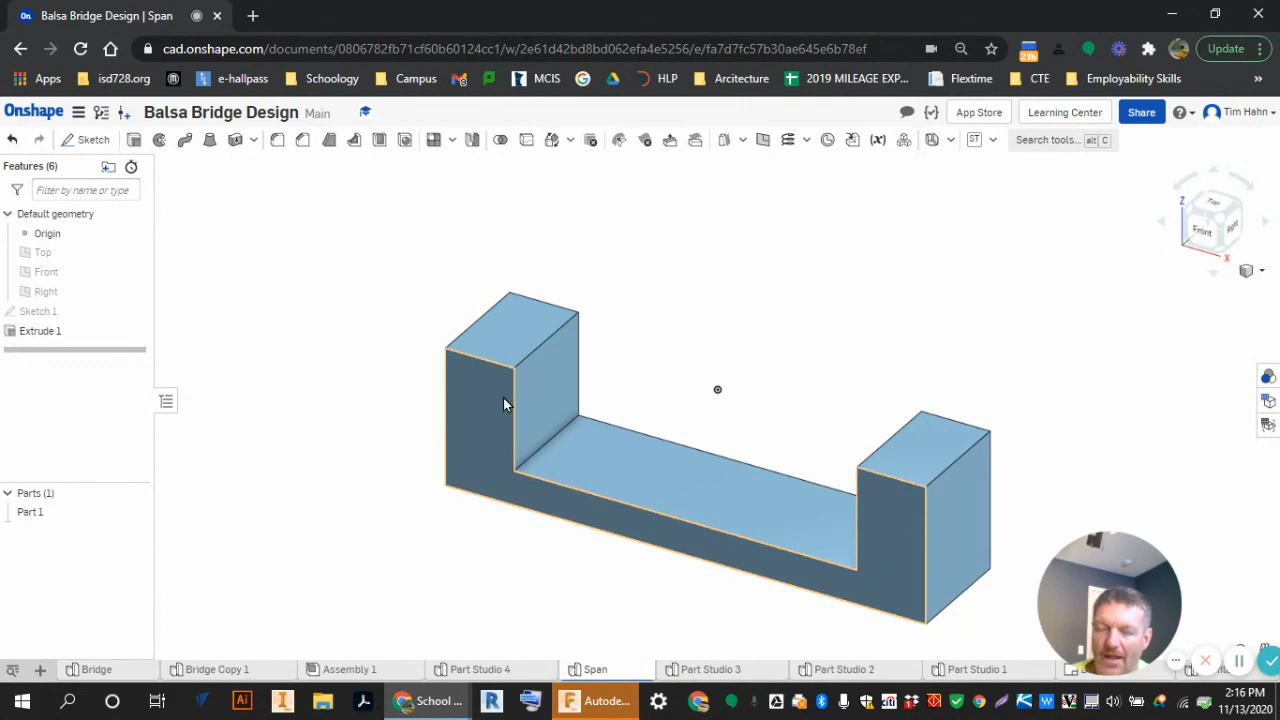 Balsa Bridge Design | Span
cad.onshape.com/documents/0806782fb71cf60b60124cc1/w/2e61d42bd8bd062efa4e5256/e/fa7d7fc57b30ae645e6b78ef
216
Update
Apps
isd728.org
e-hallpass
Schoology
Campus
MCIS
HLP
Arcitecture
2019 MILEAGE EXP...
Flextime
CTE
Employability Skills
»
Onshape
Balsa Bridge Design
Main
App Store
Learning Center
Share
Tim Hahn
Sketch
ST
Search tools...
alt
C
Features (6)
Filter by name or type
Default geometry
Origin
Top
Front
Right
Sketch 1
Extrude 1
Parts (1)
Part 1
Z
Top
Front
Right
X
Bridge
Bridge Copy 1
Assembly 1
Part Studio 4
Span
Part Studio 3
Part Studio 2
Part Studio 1
School ...
Autode...
2:16 PM
11/13/2020